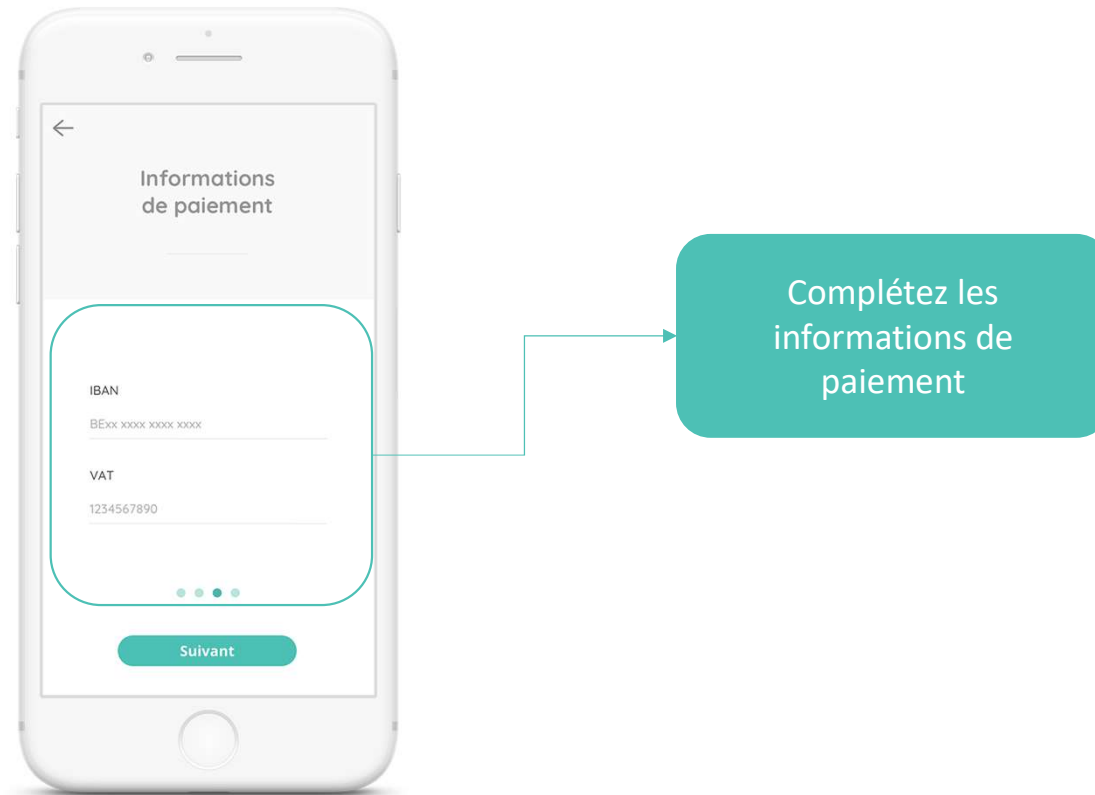 Informations
de paiement
IBAN
BExx xxxx xxxx xxxx
VAT
1234567890
Suivant
Complétez les
informations de
paiement